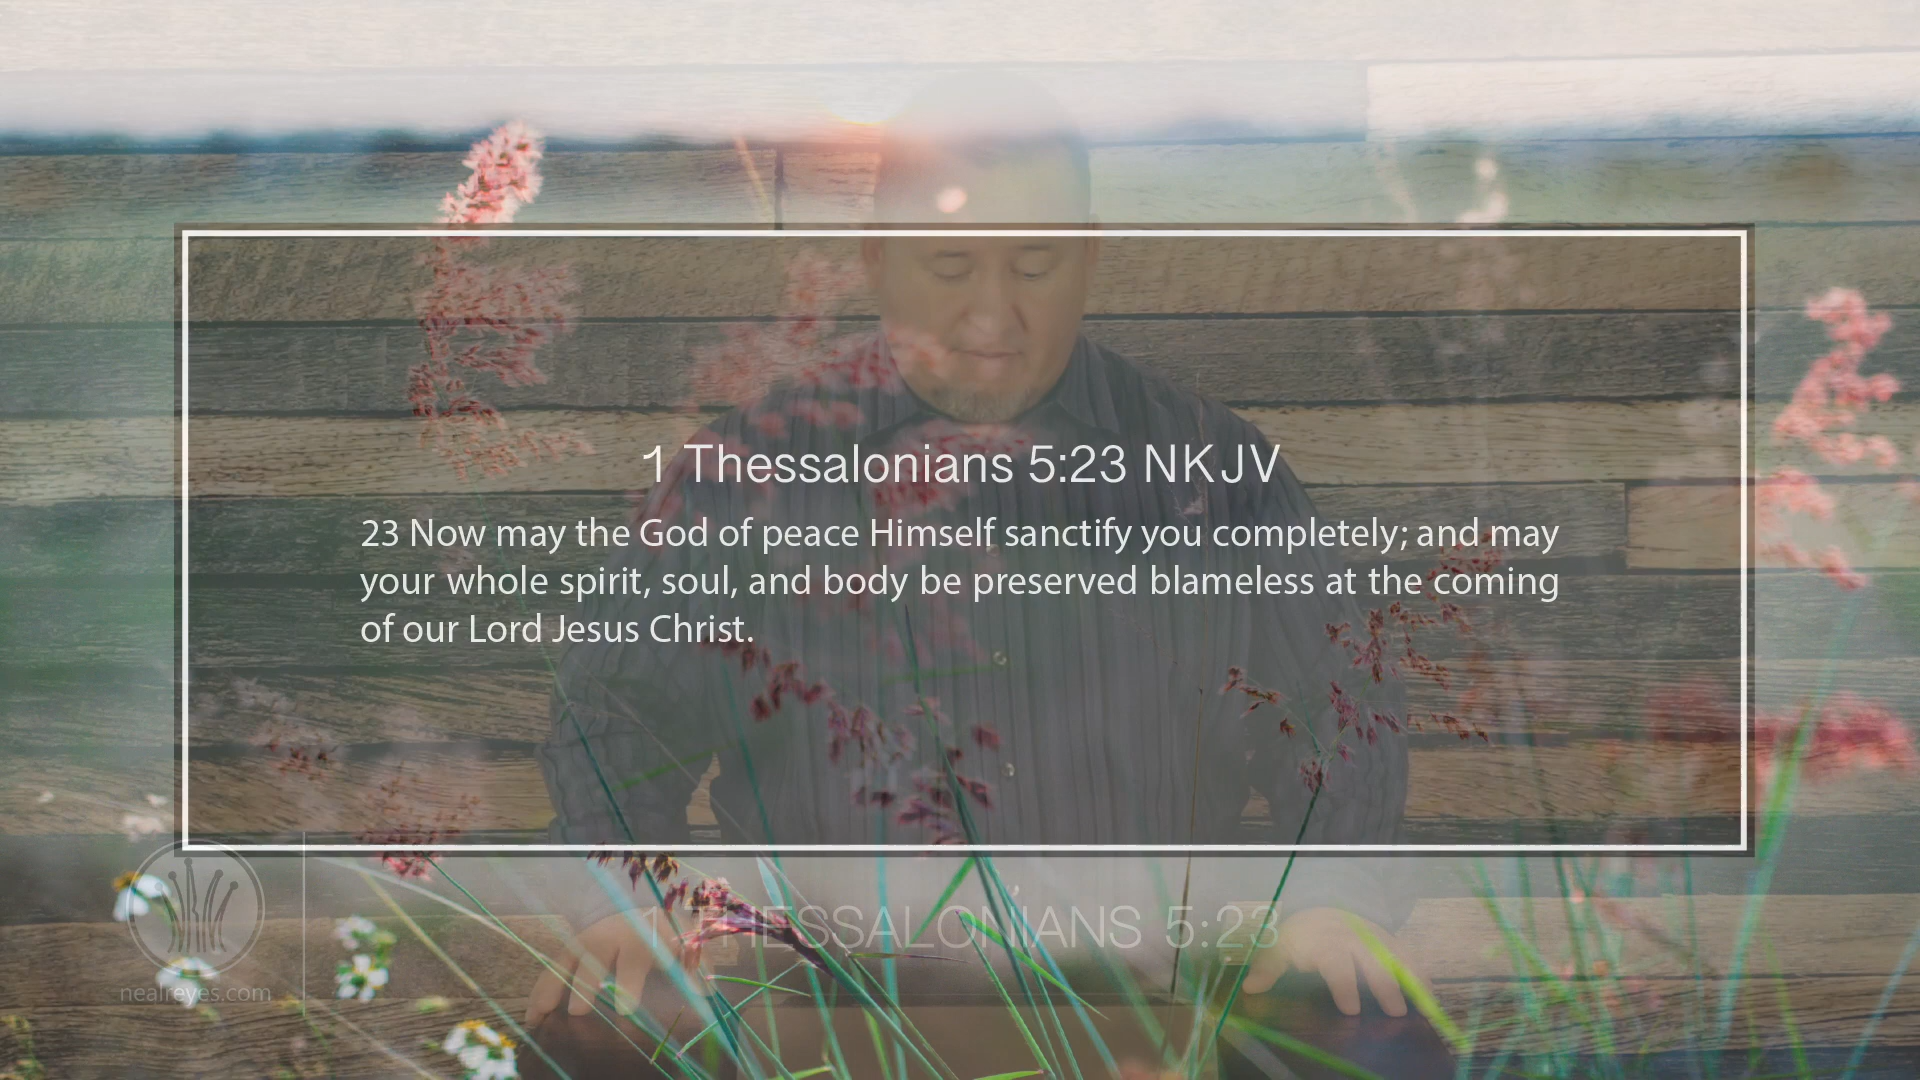 1 Thessalonians 5:23 NKJV
23 Now may the God of peace Himself sanctify you completely; and may
your whole spirit, soul, and body be preserved blameless at the coming
of our Lord Jesus Christ.
1 THESSALONIANS 5:23
nealreyes.com